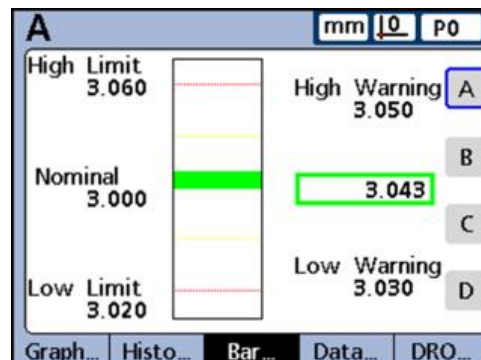 A
mm 0 P0
High Limit
3.060
High Warning
3.050
A
B
Nominal
3.000
3.043
C
Low Limit
3.020
Low Warning
3.030
D
Graph... Histo... Bar... Data... DRO...